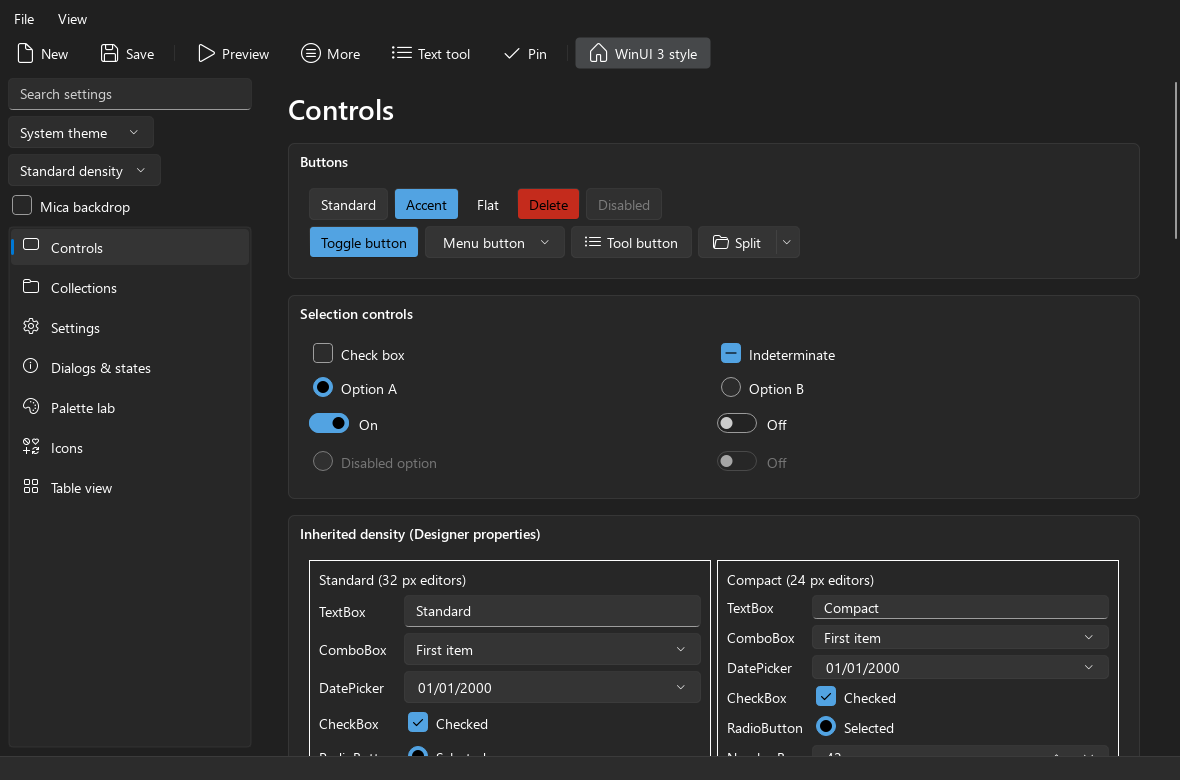 File View
New Save Preview More Text tool Pin WinUI 3 style
Search settings
System theme
Standard density
Mica backdrop
Controls
Collections
Settings
Dialogs & states
Palette lab
Icons
Table view
Controls
Buttons
Standard Accent Flat Delete Disabled
Toggle button Menu button Tool button Split
Selection controls
Check box Indeterminate
Option A Option B
On Off
Disabled option Off
Inherited density (Designer properties)
Standard (32 px editors)
TextBox Standard
ComboBox First item
DatePicker 01/01/2000
CheckBox Checked
Compact (24 px editors)
TextBox Compact
ComboBox First item
DatePicker 01/01/2000
CheckBox Checked
RadioButton Selected